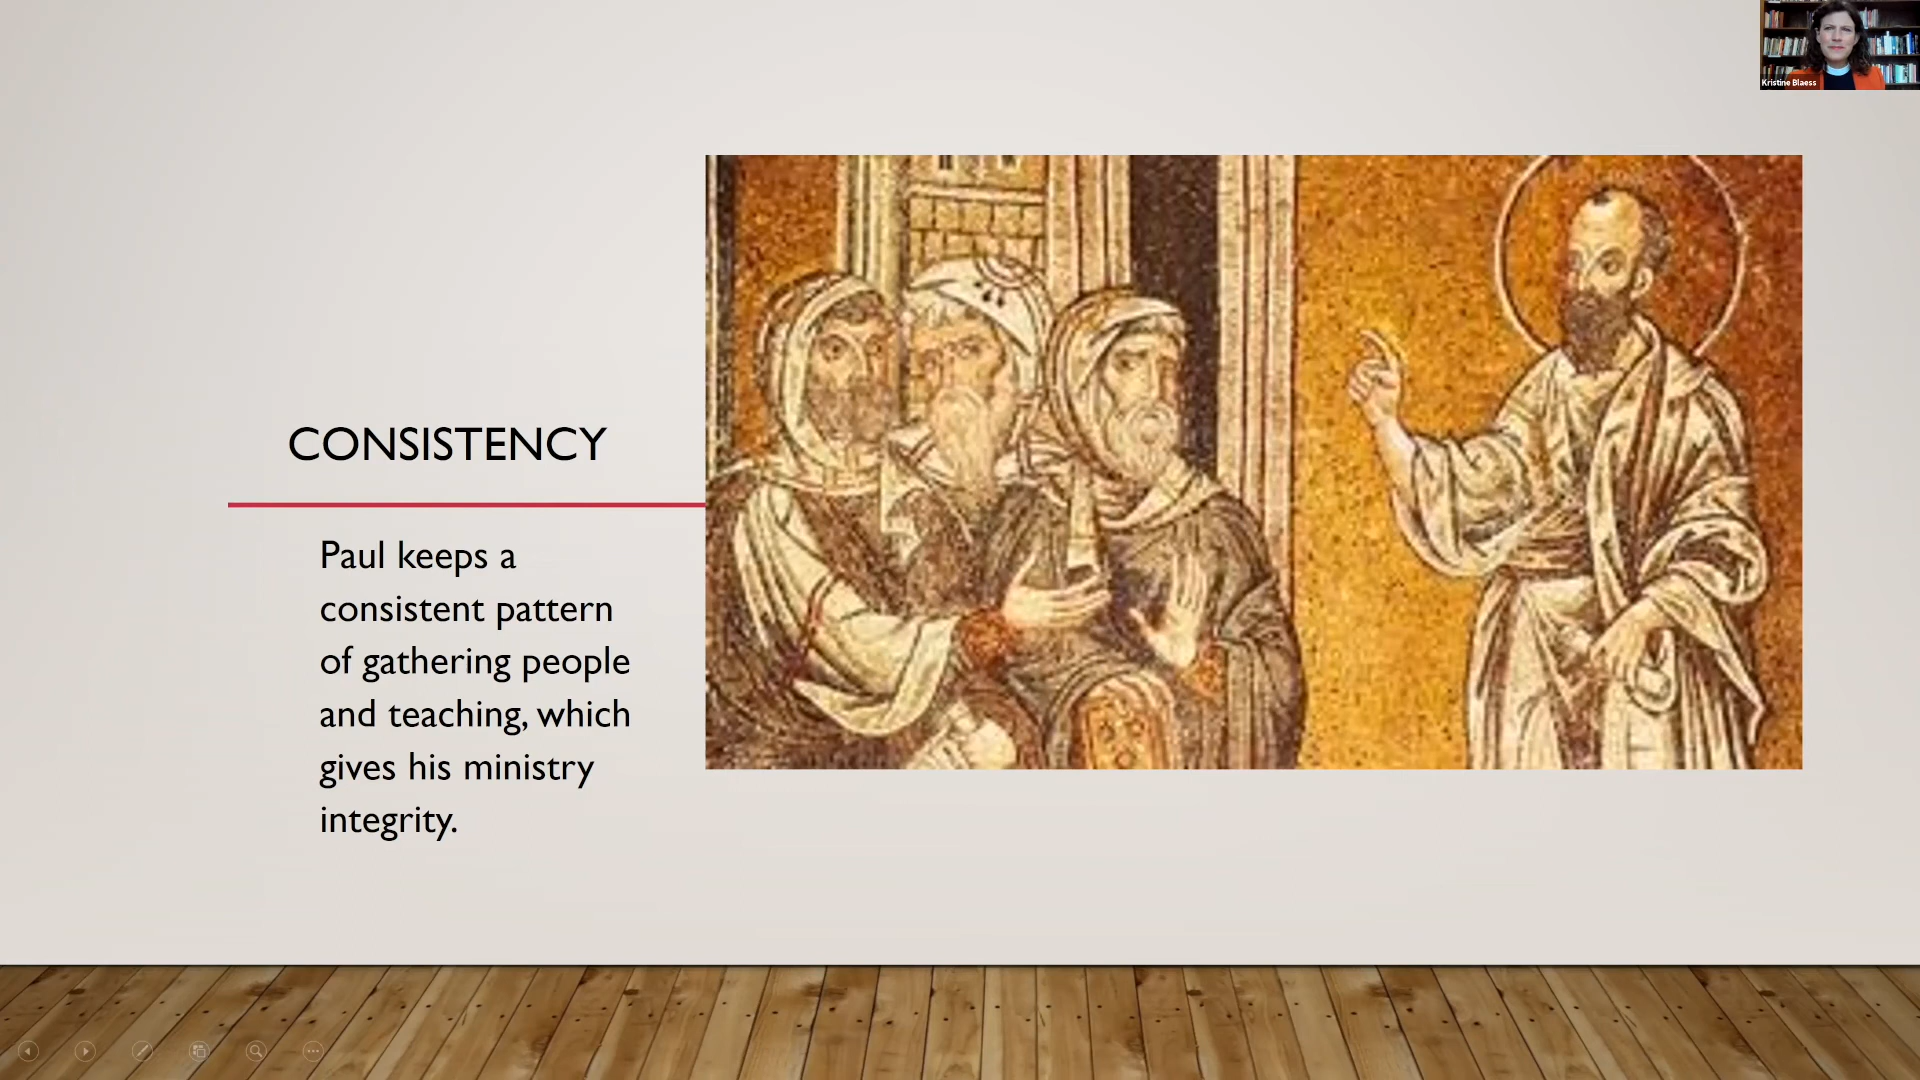 Kristine Blaess
CONSISTENCY
Paul keeps a
consistent pattern
of gathering people
and teaching, which
gives his ministry
integrity.